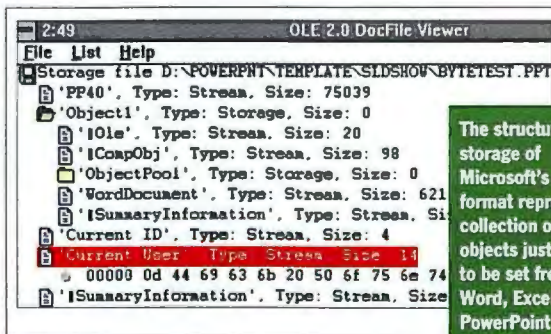 2:49 OLE 2.0 DocFile Viewer
File List Help
Storage file D:\POWERPNT\TEMPLATE\SLDSHOW\BYTETEST.PPT
'PP40', Type: Stream, Size: 75039
'Object1', Type: Storage, Size: 0
'▌Ole', Type: Stream, Size: 20
'▌CompObj', Type: Stream, Size: 98
'ObjectPool', Type: Storage, Size: 0
'WordDocument', Type: Stream, Size: 621
'▌SummaryInformation', Type: Stream, Si
'Current ID', Type: Stream, Size: 4
'Current User' Type Stream Size 14
00000 0d 44 69 63 6b 20 50 6f 75 6e 74
'▌SummaryInformation', Type: Stream, Size
The structu
storage of
Microsoft's
format repr
collection o
objects just
to be set fre
Word, Exce
PowerPoint